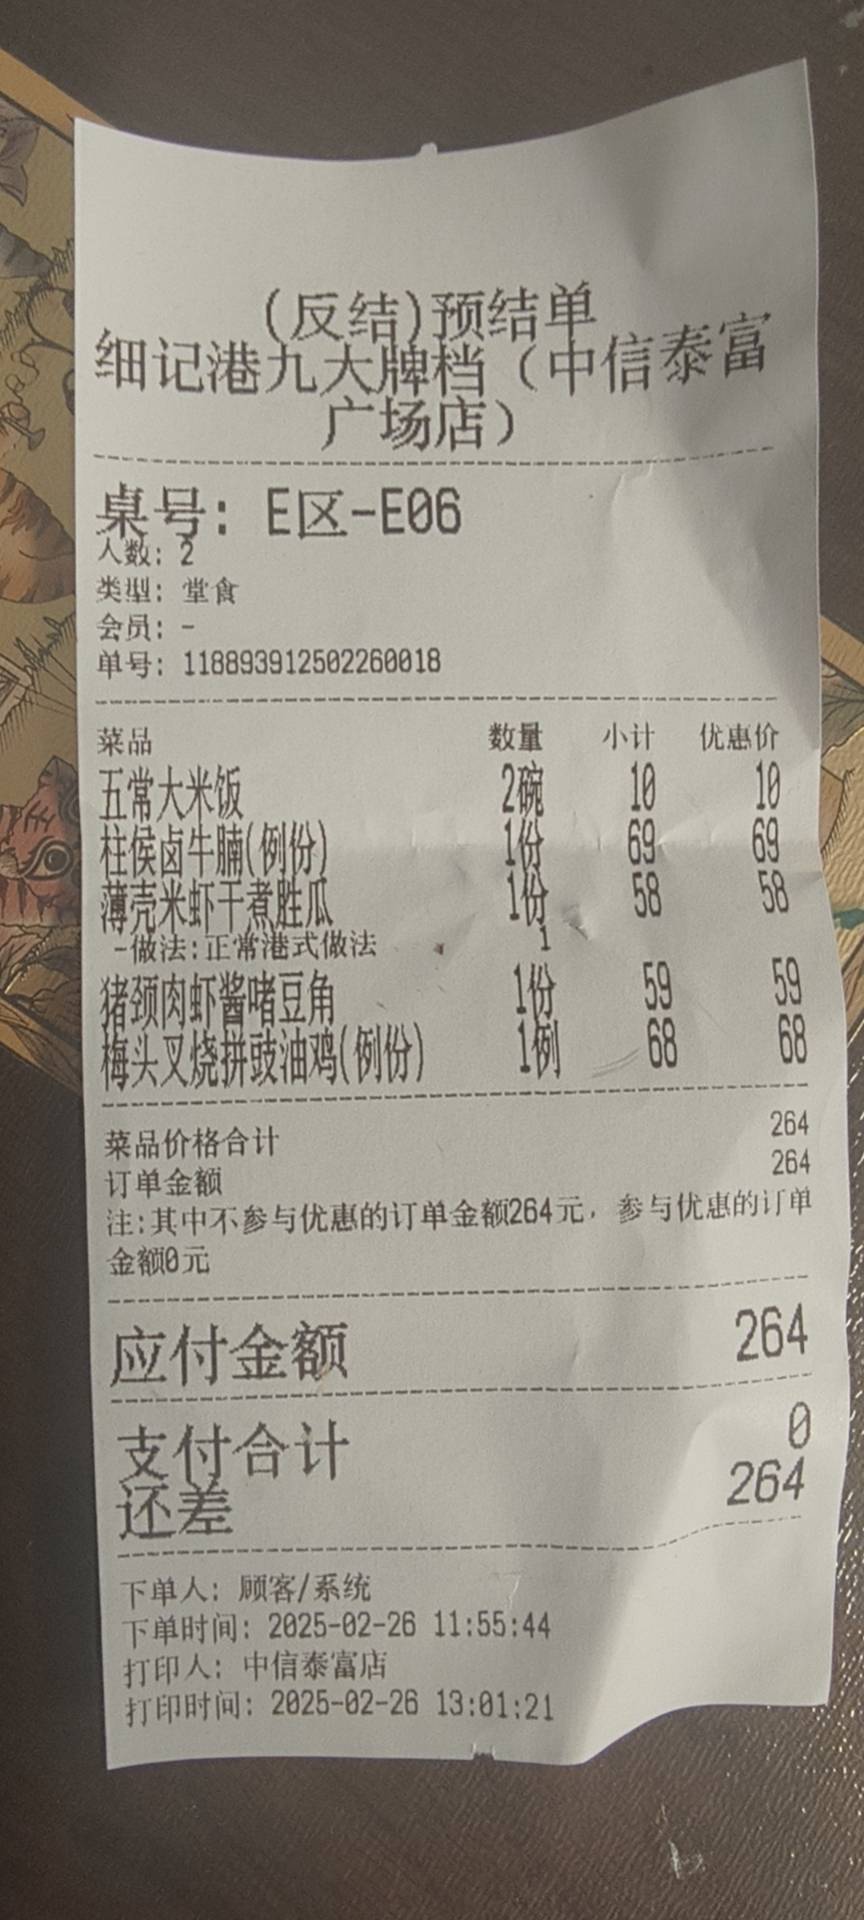 (反结)预结单
细记港九大牌档（中信泰富
广场店）
桌号: E区-E06
人数: 2
类型: 堂食
会员: -
单号: 118893912502260018
菜品 数量 小计 优惠价
五常大米饭 2碗 10 10
柱侯卤牛腩(例份) 1份 69 69
薄壳米虾干煮胜瓜 1份 58 58
-做法:正常港式做法 1
猪颈肉虾酱啫豆角 1份 59 59
梅头叉烧拼豉油鸡(例份) 1例 68 68
菜品价格合计 264
订单金额 264
注:其中不参与优惠的订单金额264元，参与优惠的订单
金额0元
应付金额 264
支付合计 0
还差 264
下单人: 顾客/系统
下单时间: 2025-02-26 11:55:44
打印人: 中信泰富店
打印时间: 2025-02-26 13:01:21